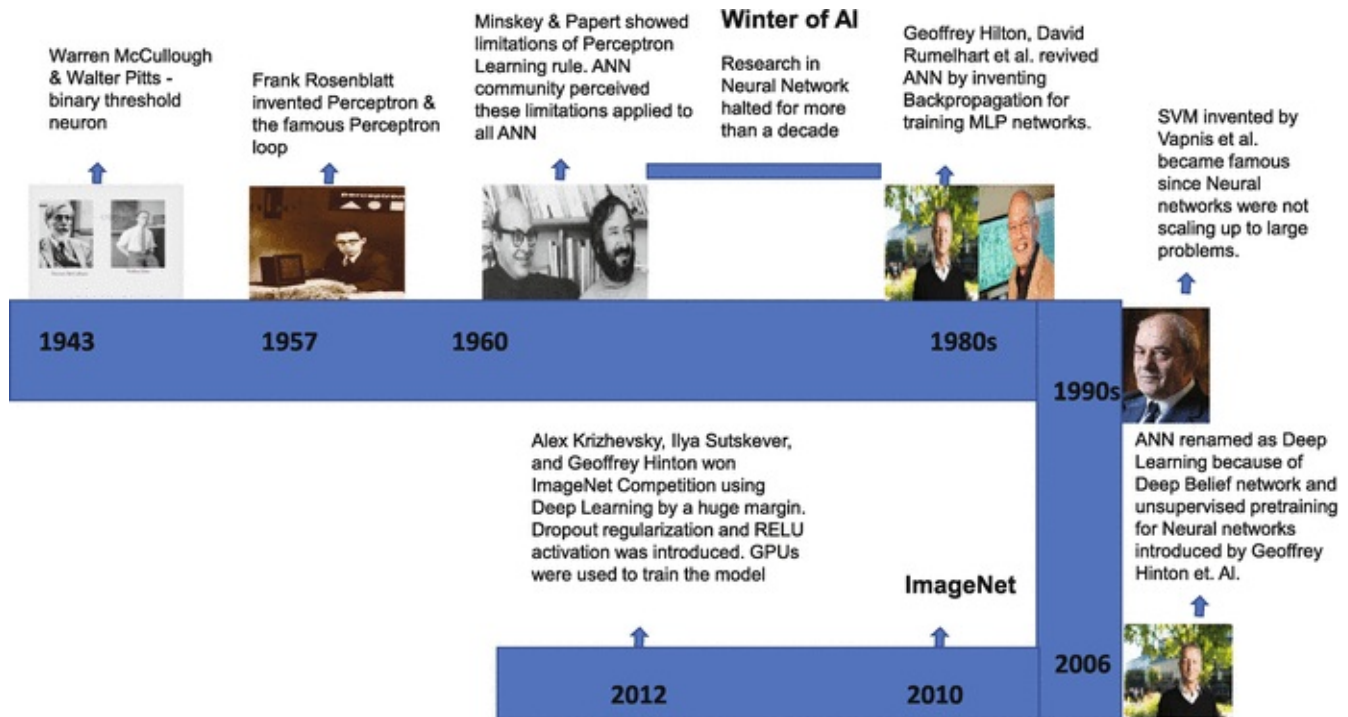 Warren McCullough
& Walter Pitts -
binary threshold
neuron
Frank Rosenblatt
invented Perceptron &
the famous Perceptron
loop
Minskey & Papert showed
limitations of Perceptron
Learning rule. ANN
community perceived
these limitations applied to
all ANN
Winter of AI
Research in
Neural Network
halted for more
than a decade
Geoffrey Hilton, David
Rumelhart et al. revived
ANN by inventing
Backpropagation for
training MLP networks.
SVM invented by
Vapnis et al.
became famous
since Neural
networks were not
scaling up to large
problems.
1943
1957
1960
1980s
1990s
ANN renamed as Deep
Learning because of
Deep Belief network and
unsupervised pretraining
for Neural networks
introduced by Geoffrey
Hinton et. Al.
2006
ImageNet
2010
Alex Krizhevsky, Ilya Sutskever,
and Geoffrey Hinton won
ImageNet Competition using
Deep Learning by a huge margin.
Dropout regularization and RELU
activation was introduced. GPUs
were used to train the model
2012